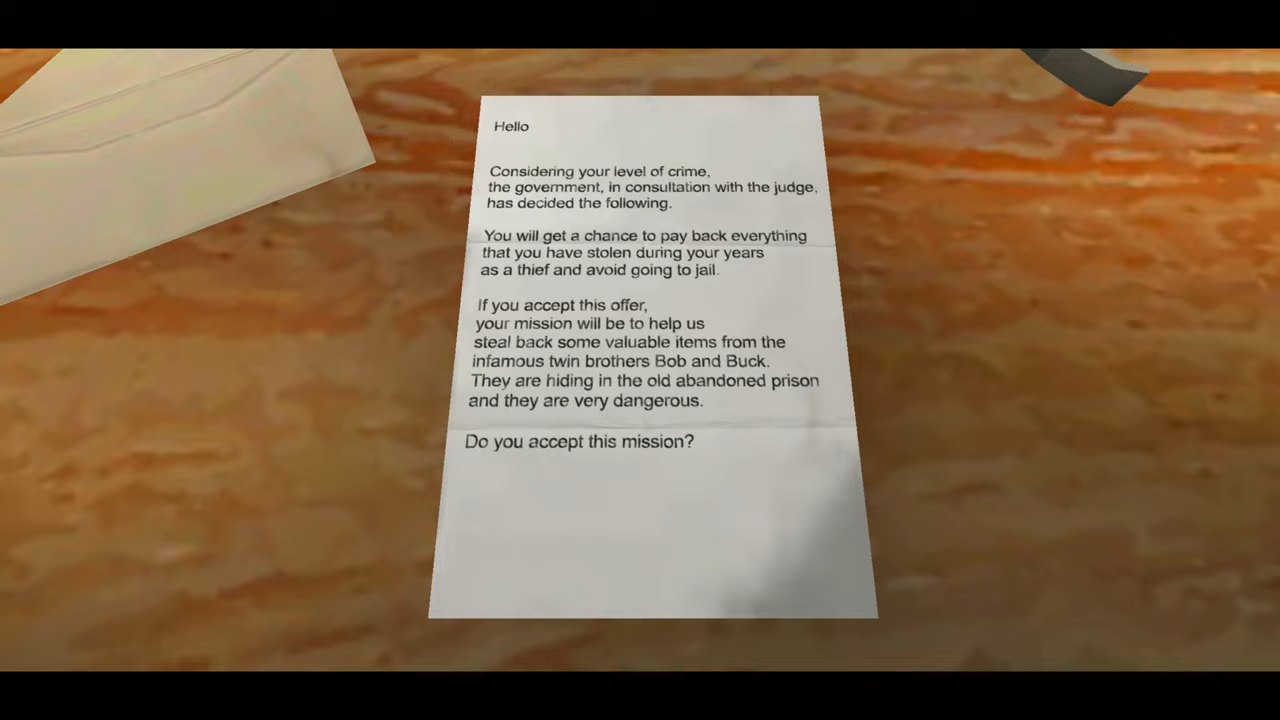 Hello
Considering your level of crime,
the government, in consultation with the judge,
has decided the following.
You will get a chance to pay back everything
that you have stolen during your years
as a thief and avoid going to jail.
If you accept this offer,
your mission will be to help us
steal back some valuable items from the
infamous twin brothers Bob and Buck.
They are hiding in the old abandoned prison
and they are very dangerous.
Do you accept this mission?